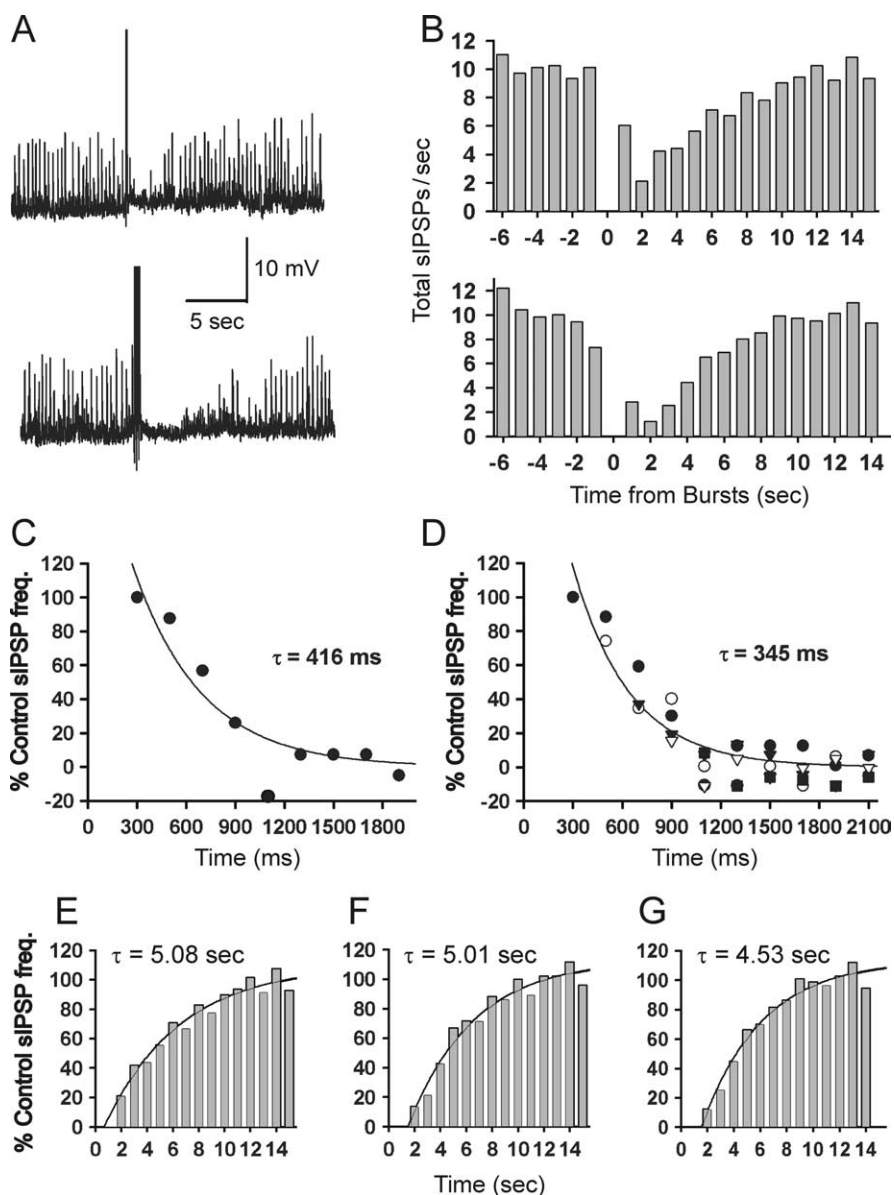 A
10 mV
5 sec
B
Total sIPSPs/sec
12
10
8
6
4
2
0
-6 -4 -2 0 2 4 6 8 10 12 14
12
10
8
6
4
2
0
-6 -4 -2 0 2 4 6 8 10 12 14
Time from Bursts (sec)
C
% Control sIPSP freq.
120
100
80
60
40
20
0
-20
τ = 416 ms
0 300 600 900 1200 1500 1800
Time (ms)
D
% Control sIPSP freq.
120
100
80
60
40
20
0
-20
τ = 345 ms
0 300 600 900 1200 1500 1800 2100
Time (ms)
E
% Control sIPSP freq.
τ = 5.08 sec
120
100
80
60
40
20
0
2 4 6 8 10 12 14
F
τ = 5.01 sec
120
100
80
60
40
20
0
2 4 6 8 10 12 14
G
τ = 4.53 sec
120
100
80
60
40
20
0
2 4 6 8 10 12 14
Time (sec)